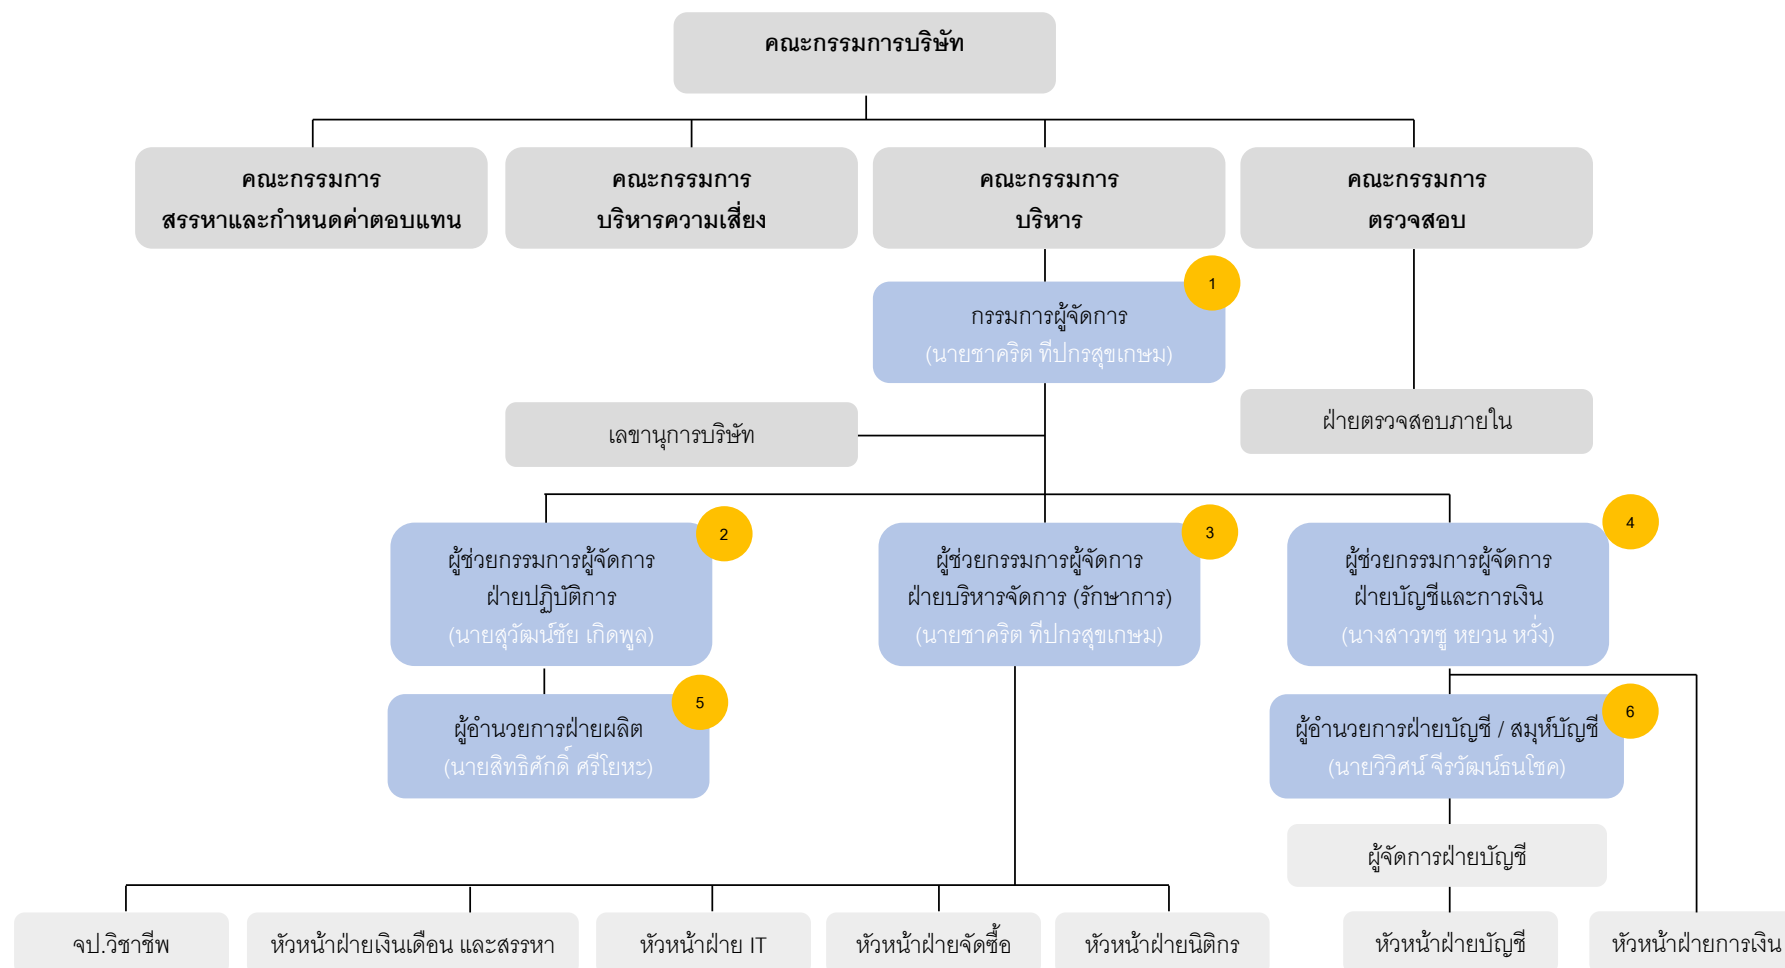 คณะกรรมการบริษัท
คณะกรรมการ
สรรหาและกำหนดค่าตอบแทน
คณะกรรมการ
บริหารความเสี่ยง
คณะกรรมการ
บริหาร
คณะกรรมการ
ตรวจสอบ
1
กรรมการผู้จัดการ
(นายชาคริต ทีปกรสุขเกษม)
เลขานุการบริษัท
ฝ่ายตรวจสอบภายใน
2
ผู้ช่วยกรรมการผู้จัดการ
ฝ่ายปฏิบัติการ
(นายสุวัฒน์ชัย เกิดพูล)
3
ผู้ช่วยกรรมการผู้จัดการ
ฝ่ายบริหารจัดการ (รักษาการ)
(นายชาคริต ทีปกรสุขเกษม)
4
ผู้ช่วยกรรมการผู้จัดการ
ฝ่ายบัญชีและการเงิน
(นางสาวทซู หยวน หวั่ง)
5
ผู้อำนวยการฝ่ายผลิต
(นายสิทธิศักดิ์ ศรีโยหะ)
6
ผู้อำนวยการฝ่ายบัญชี / สมุห์บัญชี
(นายวิวิศน์ จีรวัฒน์ธนโชค)
ผู้จัดการฝ่ายบัญชี
จป.วิชาชีพ
หัวหน้าฝ่ายเงินเดือน และสรรหา
หัวหน้าฝ่าย IT
หัวหน้าฝ่ายจัดซื้อ
หัวหน้าฝ่ายนิติกร
หัวหน้าฝ่ายบัญชี
หัวหน้าฝ่ายการเงิน